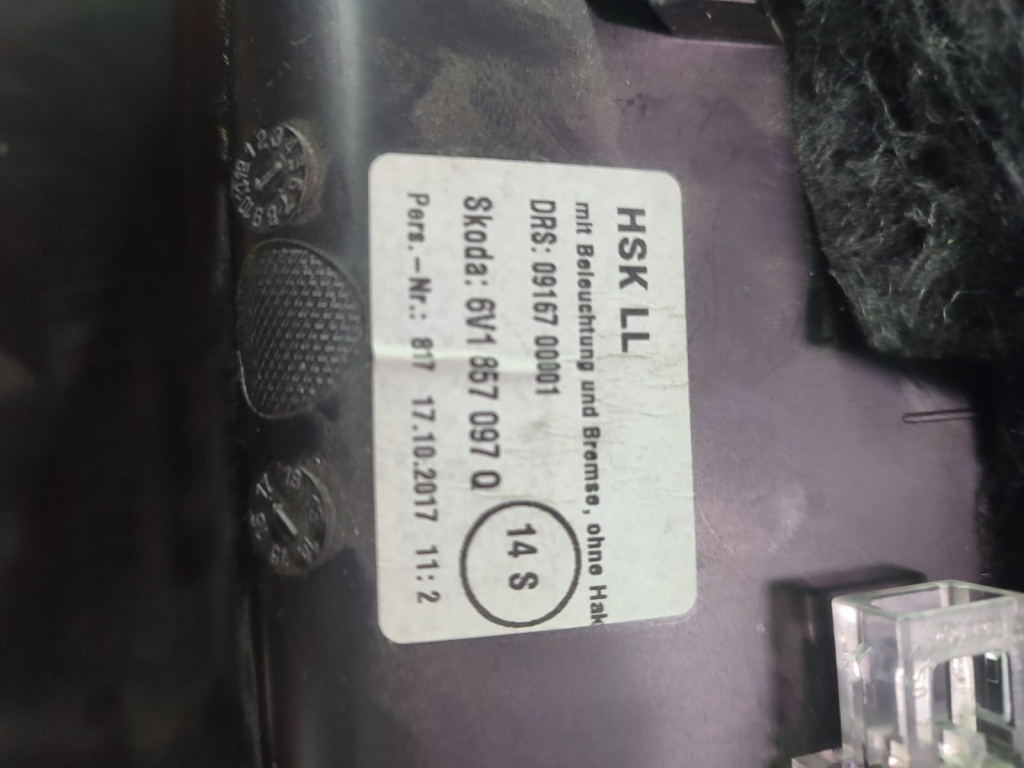 HSK LL
mit Beleuchtung und Bremse, ohne Hak
DRS: 09167 00001
Skoda: 6V1 857 097 Q
14 S
Pers.-Nr.: 817 17.10.2017 11: 2